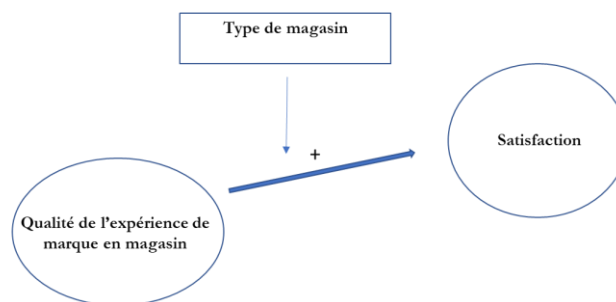 Type de magasin
+
Satisfaction
Qualité de l’expérience de
marque en magasin